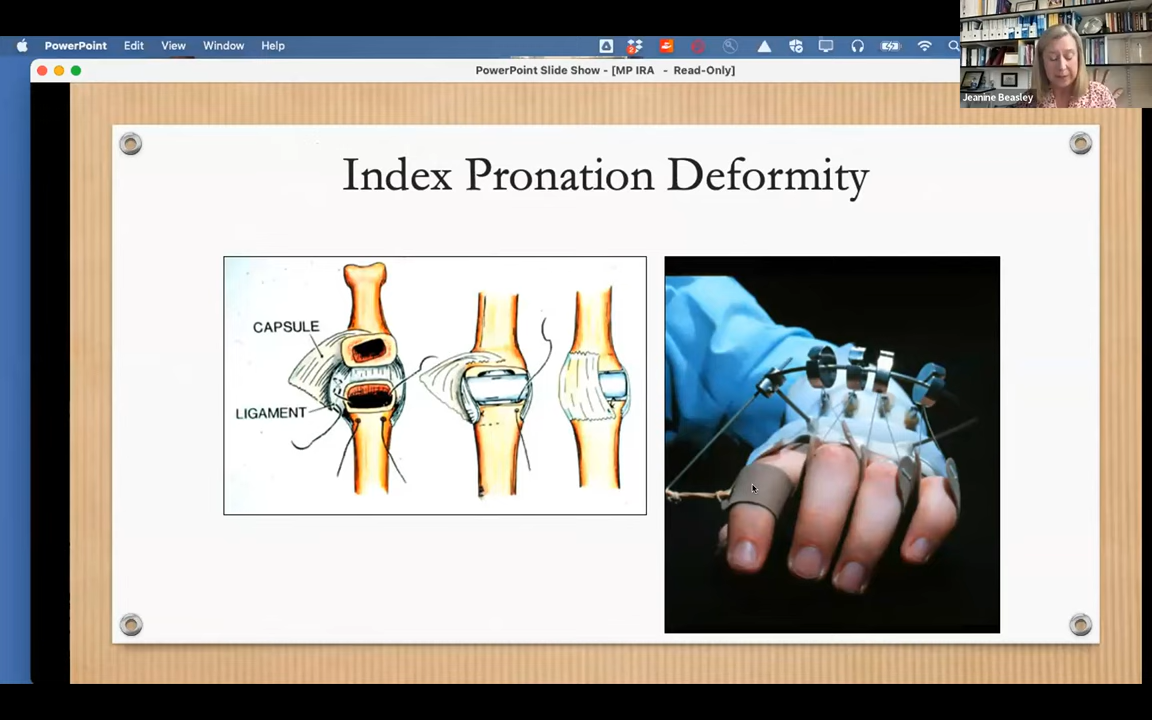 PowerPoint Edit View Window Help
2
PowerPoint Slide Show - [MP IRA - Read-Only]
Jeanine Beasley
Index Pronation Deformity
CAPSULE
LIGAMENT